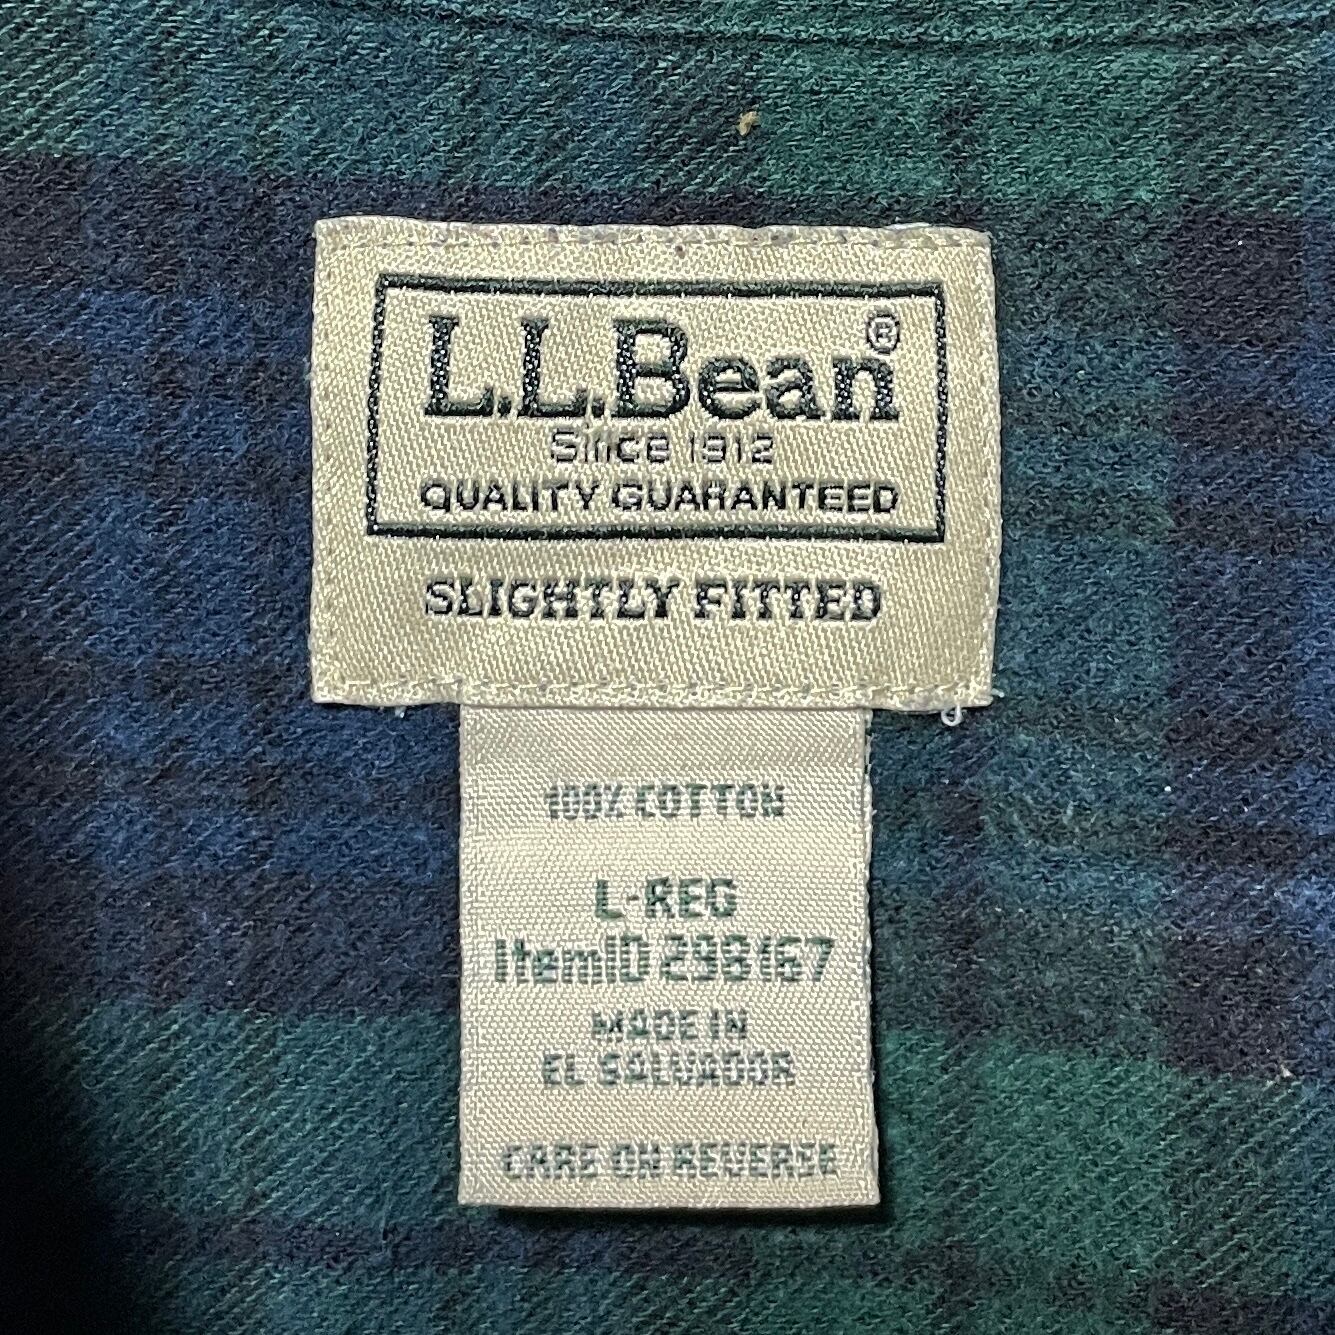 L.L.Bean®
Since 1912
QUALITY GUARANTEED
SLIGHTLY FITTED
100% COTTON
L-REG
ItemID 298167
MADE IN
EL SALVADOR
CARE ON REVERSE